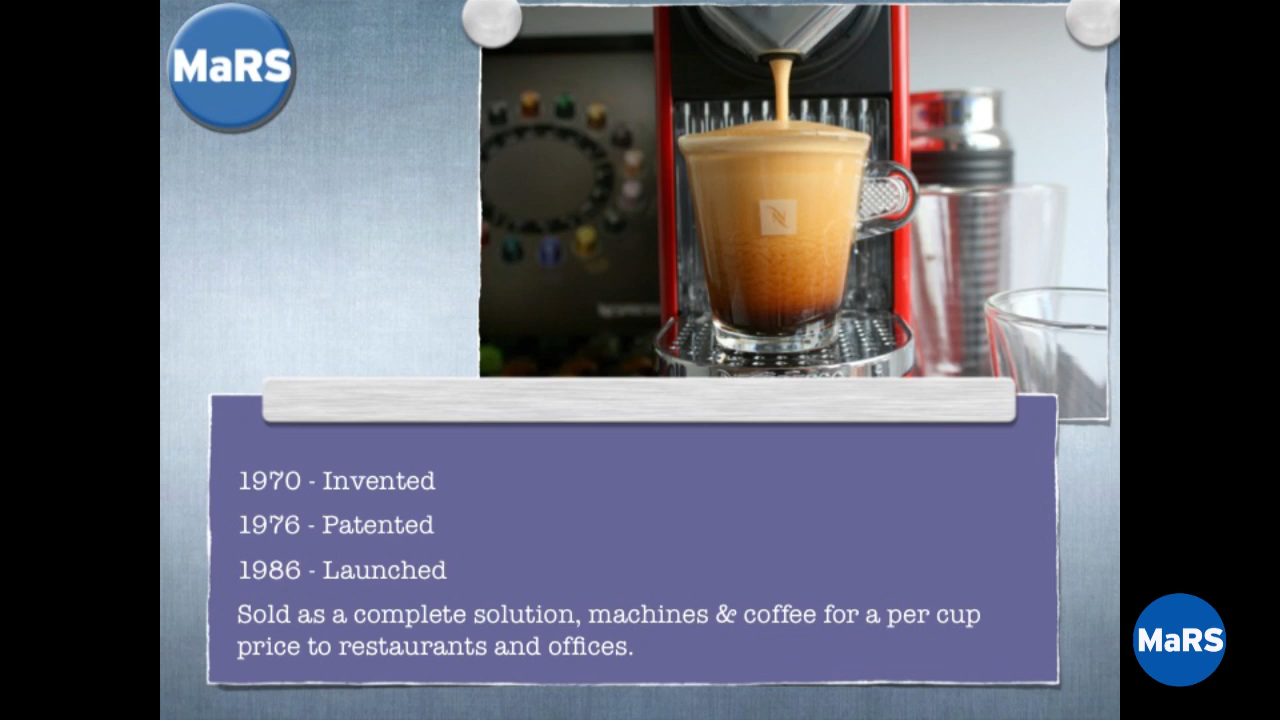 MaRS
N
1970 - Invented
1976 - Patented
1986 - Launched
Sold as a complete solution, machines & coffee for a per cup
price to restaurants and offices.
MaRS